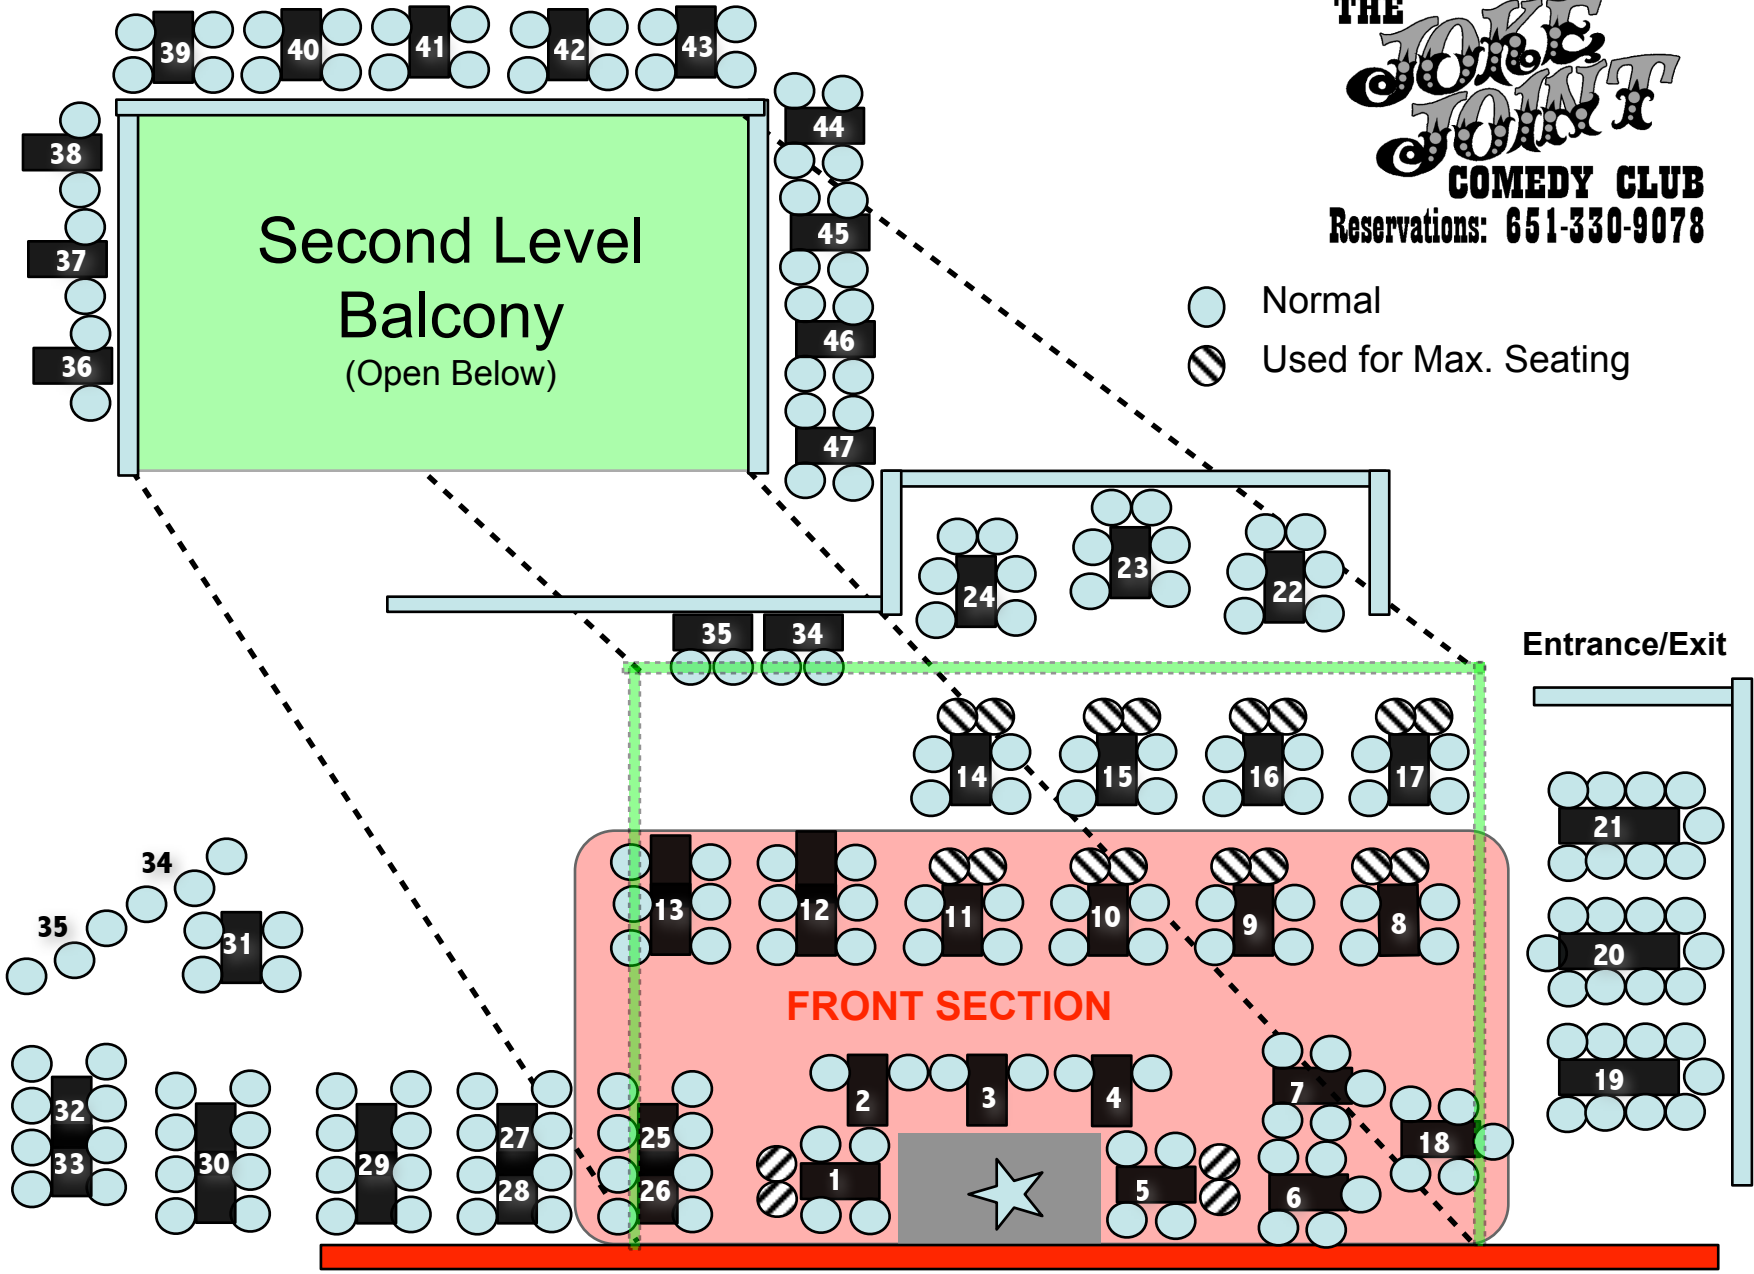 THE
JOKE
JOINT
COMEDY CLUB
Reservations: 651-330-9078
Normal
Used for Max. Seating
39 40 41 42 43
44
38
45
37
46
36
47
Second Level
Balcony
(Open Below)
24 23 22
35 34
Entrance/Exit
14 15 16 17
21
34
35
31
13 12 11 10 9 8
20
FRONT SECTION
19
32
33
30
29
27
28
25
26
2 3 4
7
18
1
5
6